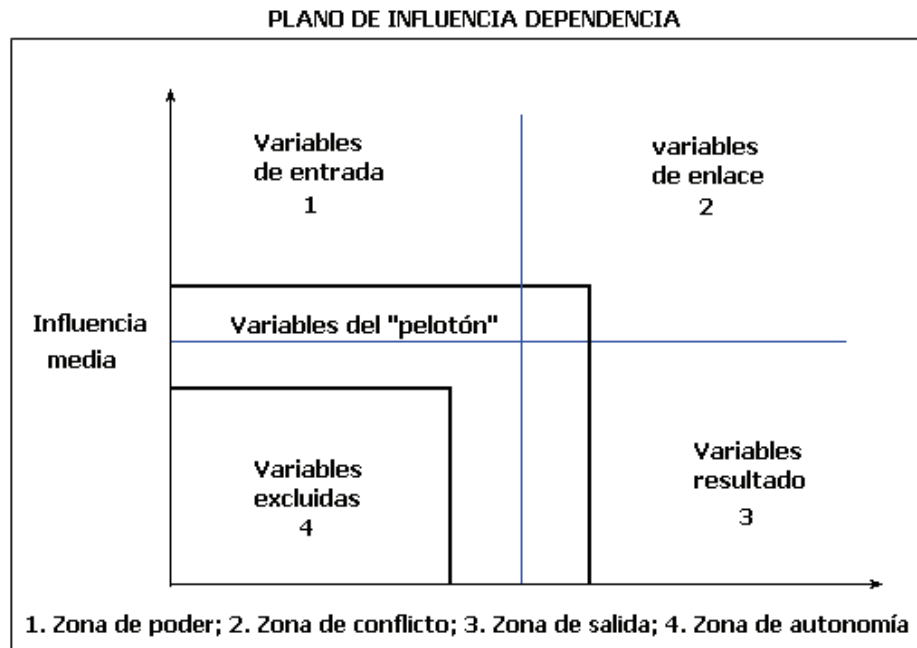 PLANO DE INFLUENCIA DEPENDENCIA
Variables
de entrada
1
variables
de enlace
2
Influencia
media
Variables del "pelotón"
Variables
excluidas
4
Variables
resultado
3
1. Zona de poder; 2. Zona de conflicto; 3. Zona de salida; 4. Zona de autonomía